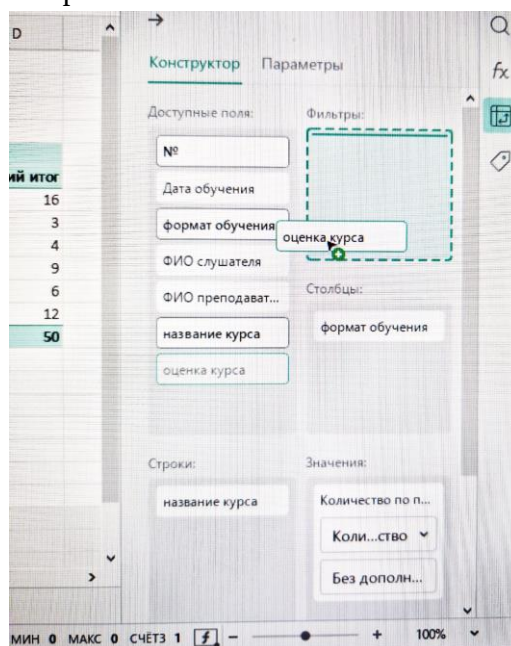 D
Конструктор Параметры
fx
Доступные поля:
Фильтры:
№
Дата обучения
формат обучения
оценка курса
ФИО слушателя
ФИО преподават...
название курса
оценка курса
Столбцы:
формат обучения
ий итог
16
3
4
9
6
12
50
Строки:
название курса
Значения:
Количество по п...
Коли...ство
Без дополн...
МИН 0 МАКС 0 СЧЁТЗ 1 f − + 100%